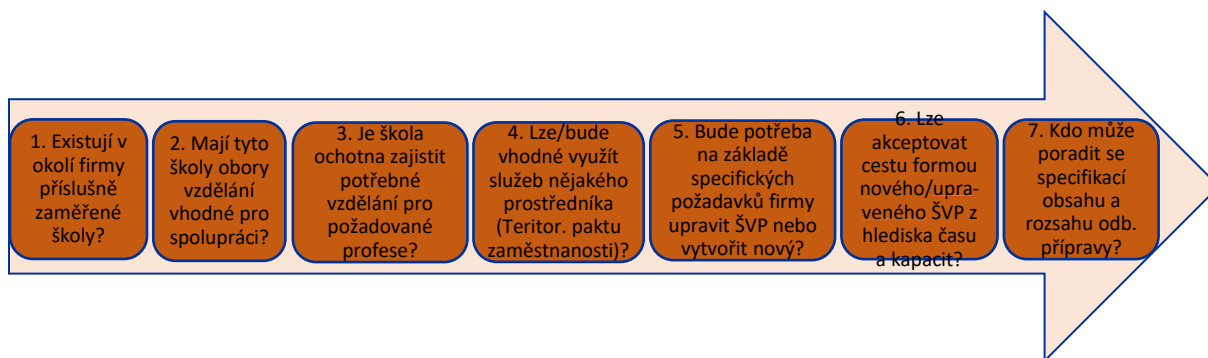 1. Existují v
okolí firmy
příslušně
zaměřené
školy?
2. Mají tyto
školy obory
vzdělání
vhodné pro
spolupráci?
3. Je škola
ochotna zajistit
potřebné
vzdělání pro
požadované
profese?
4. Lze/bude
vhodné využít
služeb nějakého
prostředníka
(Teritor. paktu
zaměstnanosti)?
5. Bude potřeba
na základě
specifických
požadavků firmy
upravit ŠVP nebo
vytvořit nový?
6. Lze
akceptovat
cestu formou
nového/upra-
veného ŠVP z
hlediska času
a kapacit?
7. Kdo může
poradit se
specifikací
obsahu a
rozsahu odb.
přípravy?